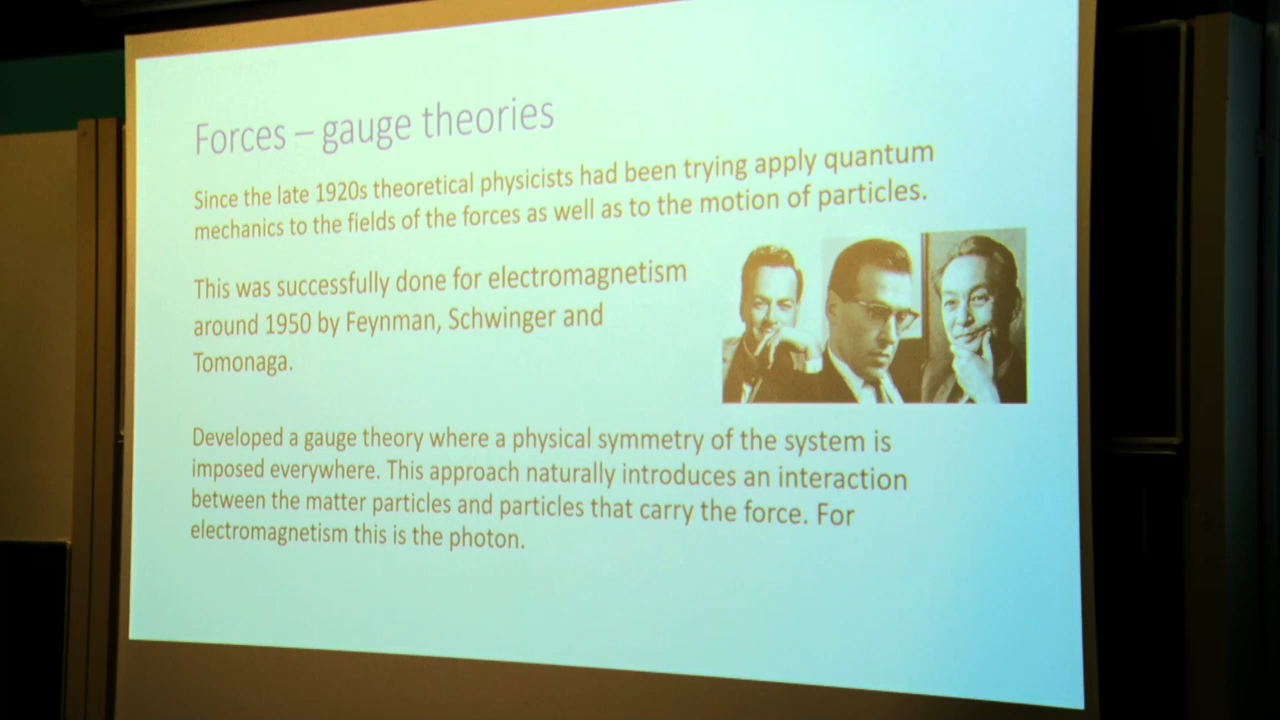 Forces – gauge theories
Since the late 1920s theoretical physicists had been trying apply quantum
mechanics to the fields of the forces as well as to the motion of particles.
This was successfully done for electromagnetism
around 1950 by Feynman, Schwinger and
Tomonaga.
Developed a gauge theory where a physical symmetry of the system is
imposed everywhere. This approach naturally introduces an interaction
between the matter particles and particles that carry the force. For
electromagnetism this is the photon.